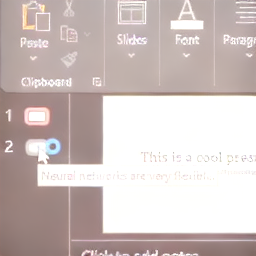 Paste
Slides
Font
Paragr
Clipboard
1
2
This is a cool pres
Neural networks are very flexibl...
Click to add notes